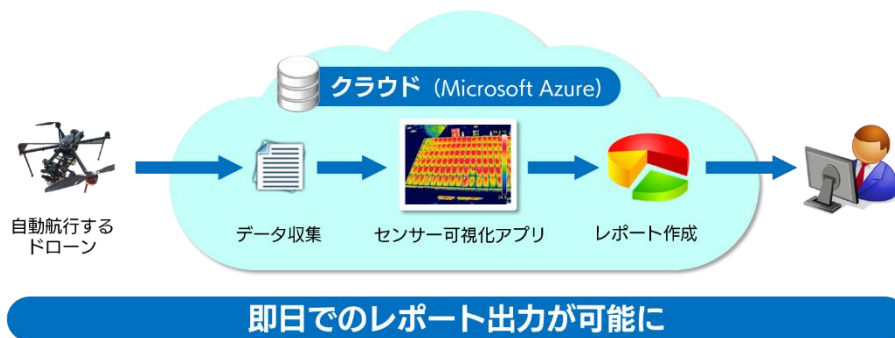 クラウド（Microsoft Azure）
自動航行する
ドローン
データ収集
センサー可視化アプリ
レポート作成
即日でのレポート出力が可能に